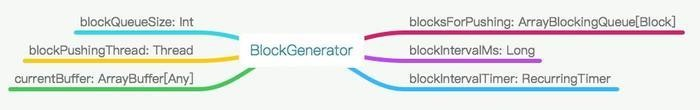 blockQueueSize: Int
blockPushingThread: Thread
currentBuffer: ArrayBuffer[Any]
BlockGenerator
blocksForPushing: ArrayBlockingQueue[Block]
blockIntervalMs: Long
blockIntervalTimer: RecurringTimer